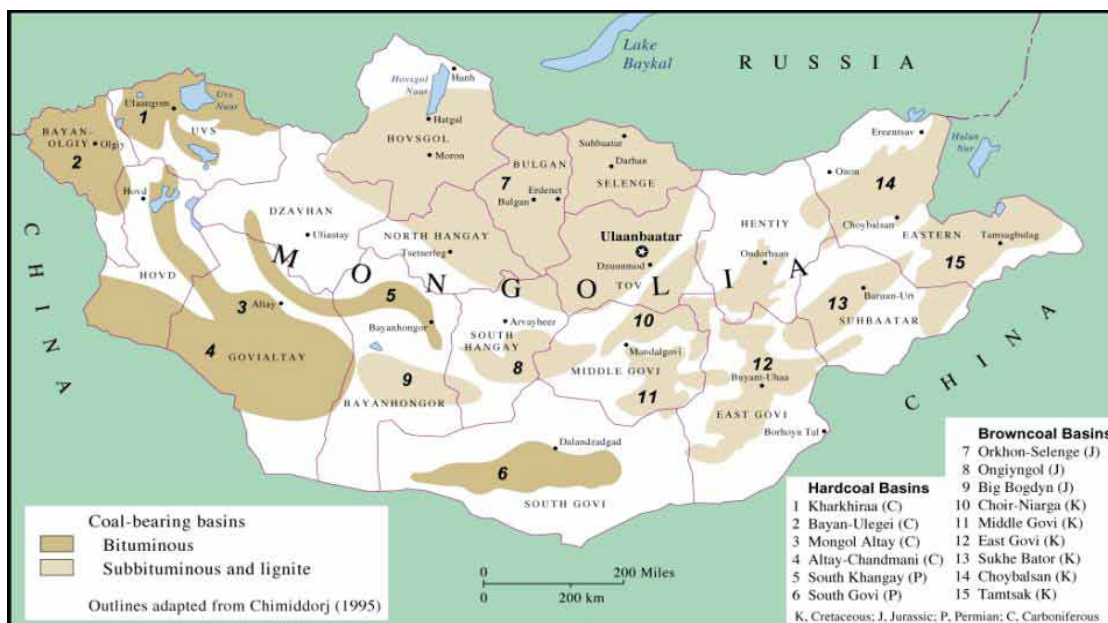 Lake
Baykal
R U S S I A
Hovsgol
Nuur
Hanh
Hatgal
HOVSGOL
Moron
Ulaangom
Uvs
Nuur
1
UVS
BAYAN-
OLGIY
Olgiy
2
Hovd
HOVD
DZAVHAN
Uliastay
BULGAN
7
Erdenet
Bulgan
Suhbaatar
Darhan
SELENGE
Ereentsav
Hulun
Nur
Onon
14
Choybalsan
EASTERN
Tamsagbulag
15
HENTIY
Ondorhaan
NORTH HANGAY
Tsetserleg
Ulaanbaatar
Dzuunmod
TOV
M O N G O L I A
C H I N A
3
Altay
4
GOVIALTAY
5
Bayanhongor
Arvayheer
SOUTH
HANGAY
8
9
BAYANHONGOR
10
Mandalgovi
MIDDLE GOVI
11
13
Baruun-Urt
SUHBAATAR
12
Buyant-Uhaa
EAST GOVI
Borhoyn Tal
C H I N A
Dalandzadgad
6
SOUTH GOVI
Coal-bearing basins
Bituminous
Subbituminous and lignite
Outlines adapted from Chimiddorj (1995)
0 200 Miles
0 200 km
Hardcoal Basins
1 Kharkhiraa (C)
2 Bayan-Ulegei (C)
3 Mongol Altay (C)
4 Altay-Chandmani (C)
5 South Khangay (P)
6 South Govi (P)
Browncoal Basins
7 Orkhon-Selenge (J)
8 Ongiyngol (J)
9 Big Bogdyn (J)
10 Choir-Niarga (K)
11 Middle Govi (K)
12 East Govi (K)
13 Sukhe Bator (K)
14 Choybalsan (K)
15 Tamtsak (K)
K, Cretaceous; J, Jurassic; P, Permian; C, Carboniferous